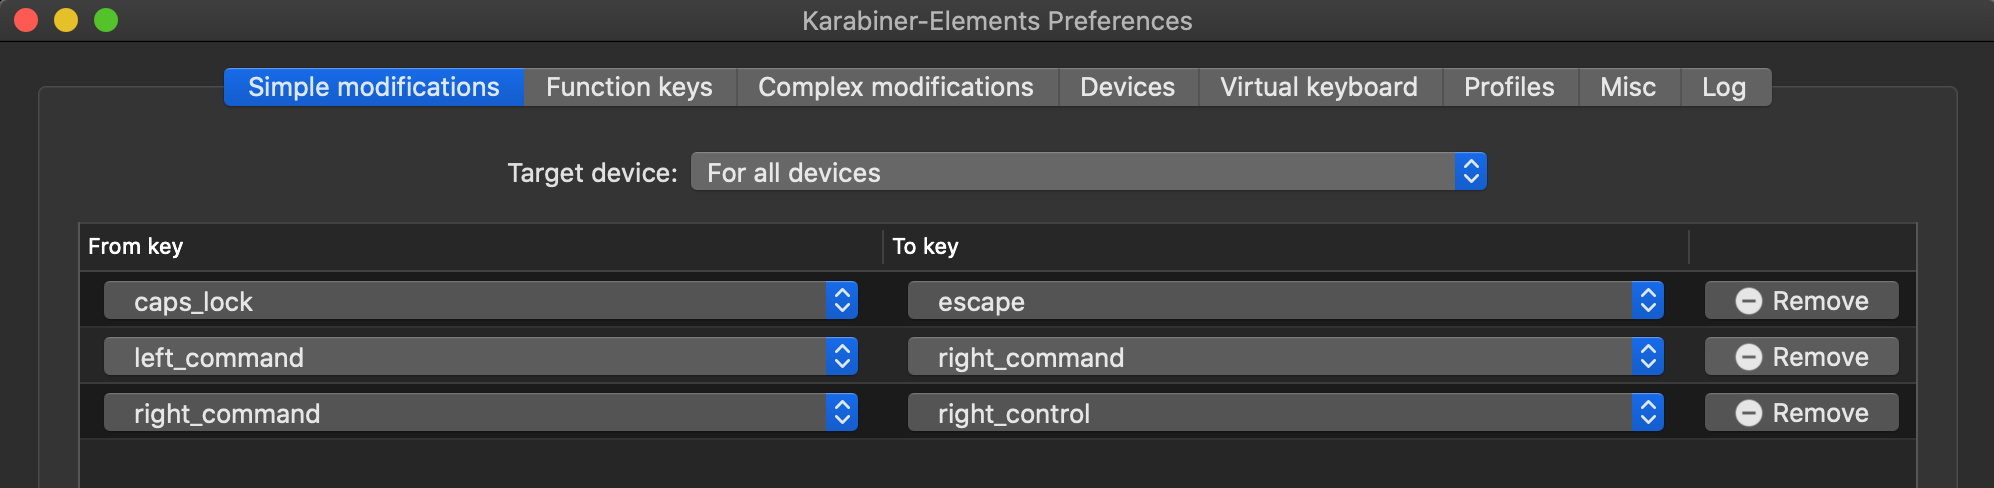 Karabiner-Elements Preferences
Simple modifications Function keys Complex modifications Devices Virtual keyboard Profiles Misc Log
Target device: For all devices
From key To key
caps_lock escape Remove
left_command right_command Remove
right_command right_control Remove